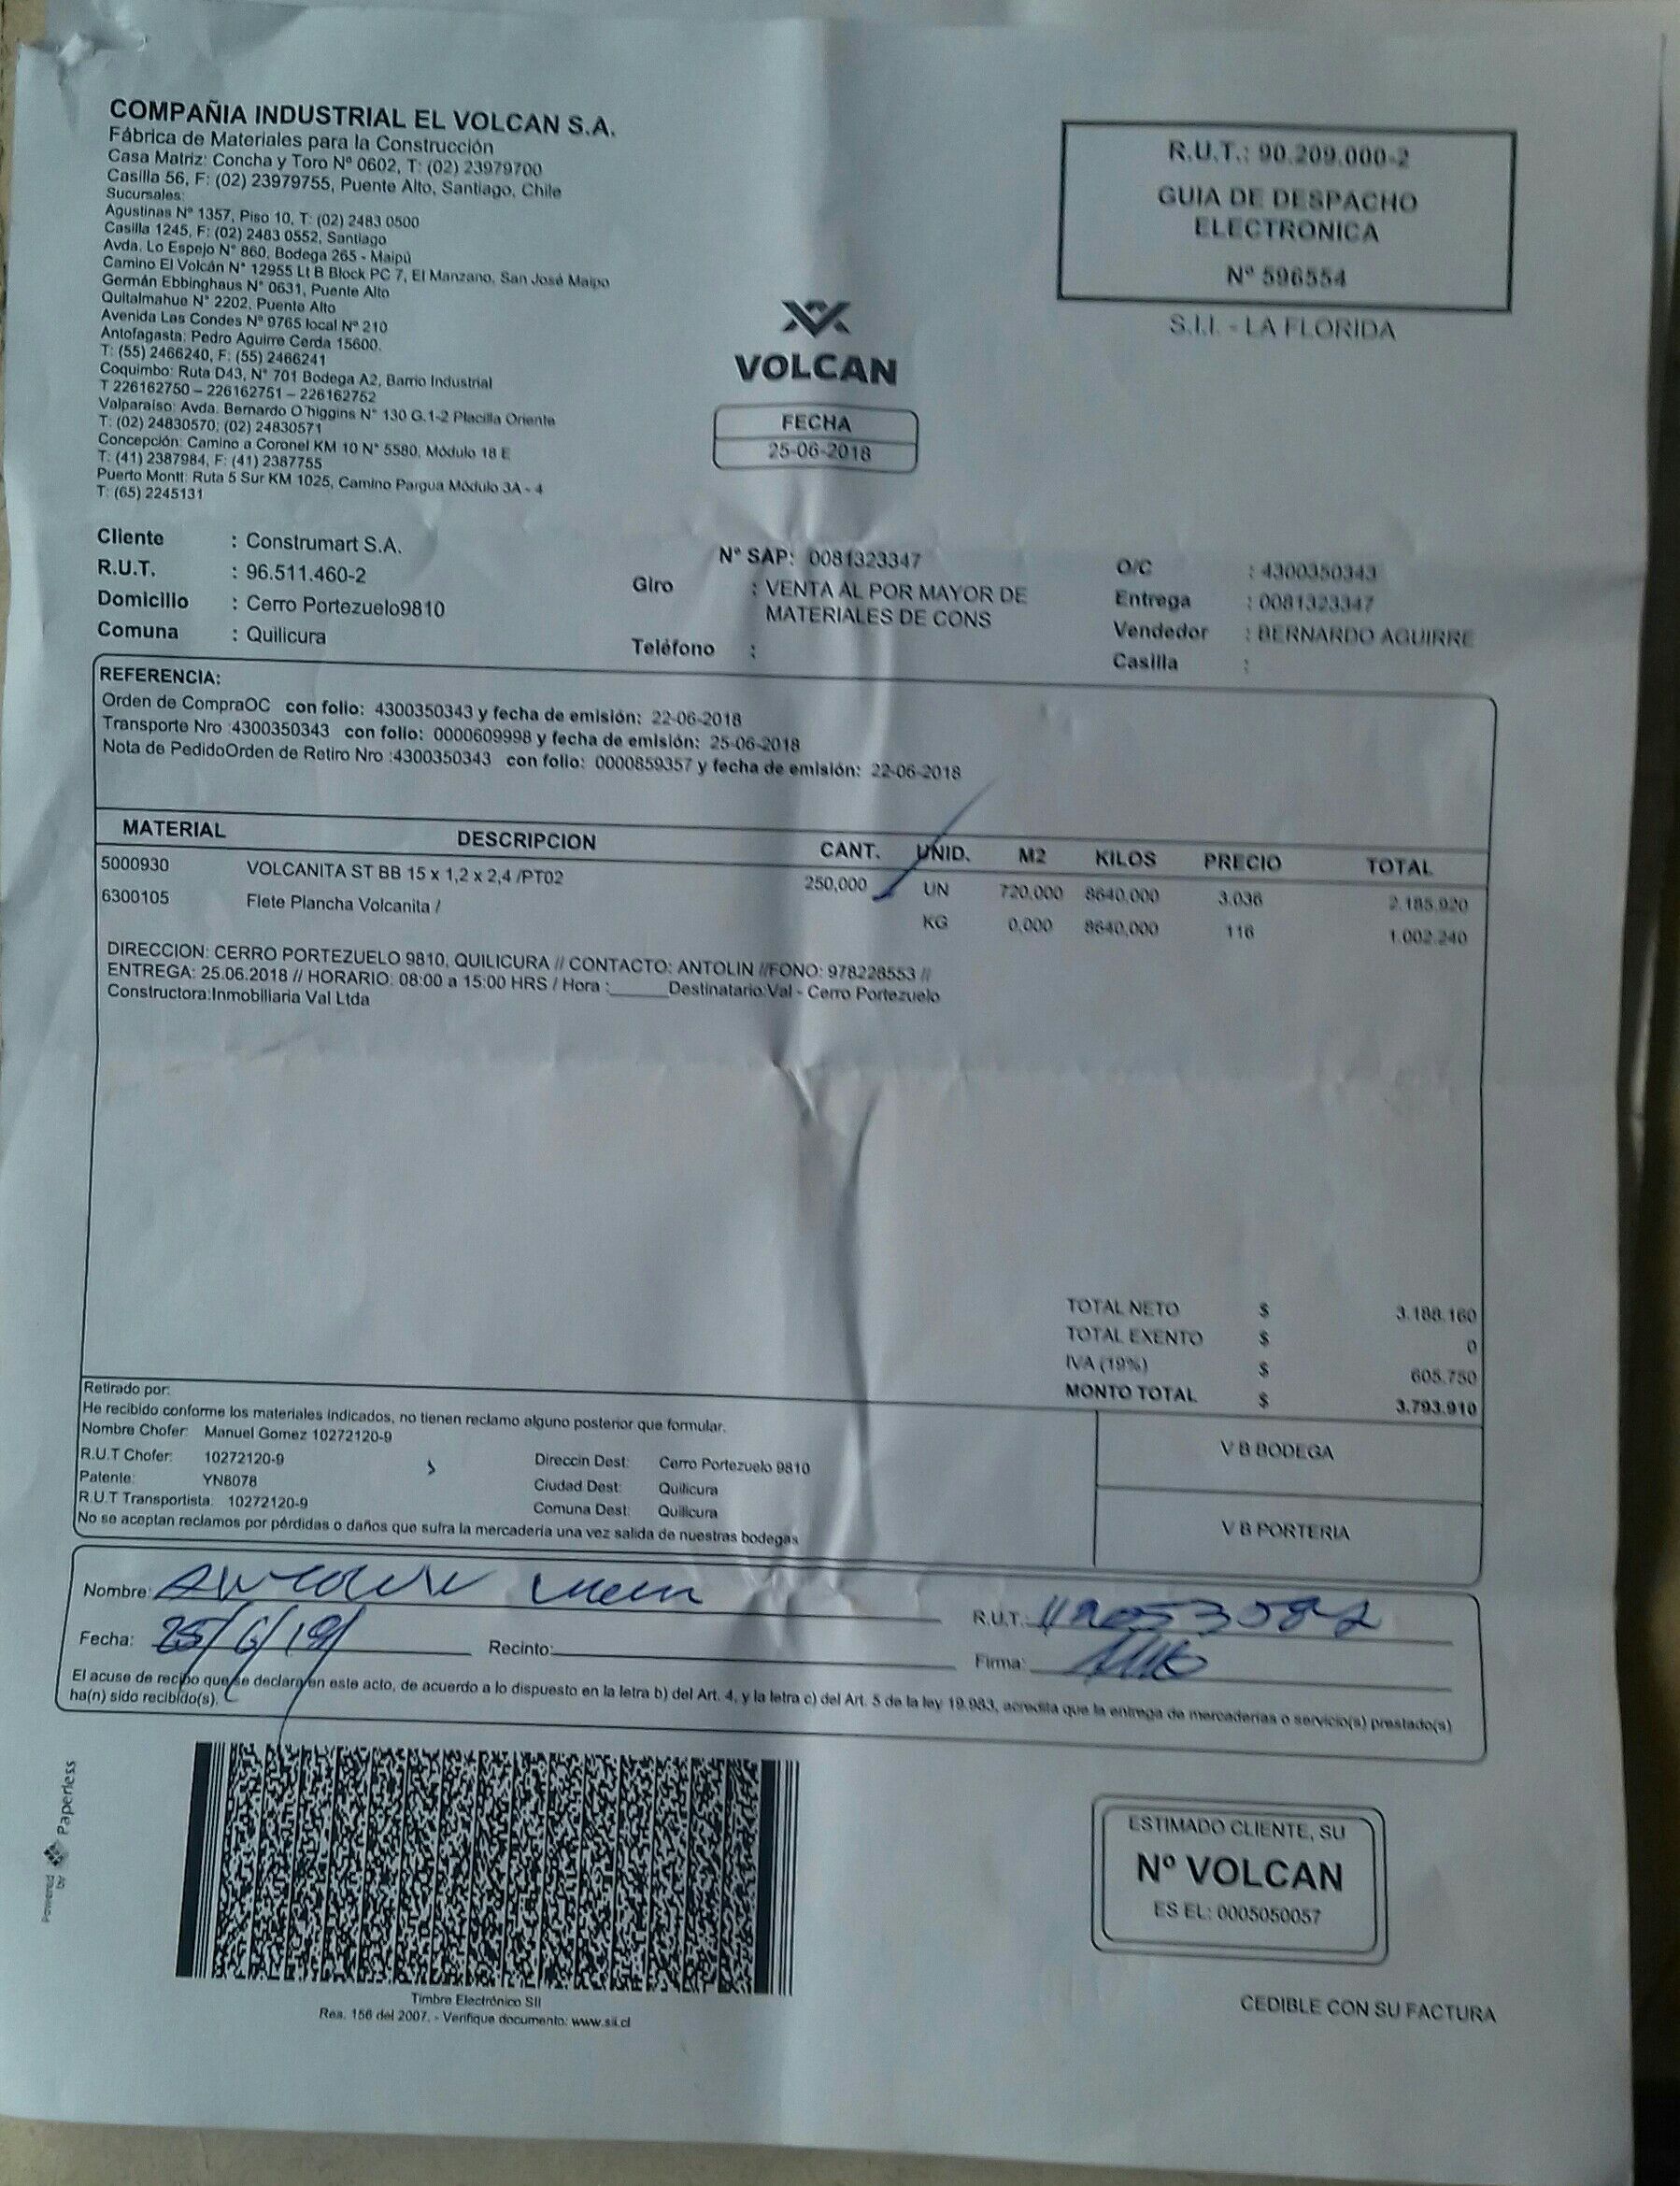 COMPAÑIA INDUSTRIAL EL VOLCAN S.A.
Fábrica de Materiales para la Construcción
Casa Matriz: Concha y Toro Nº 0602, T: (02) 23979700
Casilla 56, F: (02) 23979755, Puente Alto, Santiago, Chile
Sucursales:
Agustinas Nº 1357, Piso 10, T: (02) 2483 0500
Casilla 1245, F: (02) 2483 0552, Santiago
Avda. Lo Espejo N° 860, Bodega 265 - Maipú
Camino El Volcán N° 12955 Lt B Block PC 7, El Manzano, San José Maipo
Germán Ebbinghaus N° 0631, Puente Alto
Quitalmahue N° 2202, Puente Alto
Avenida Las Condes Nº 9765 local Nº 210
Antofagasta: Pedro Aguirre Cerda 15600.
T: (55) 2466240, F: (55) 2466241
Coquimbo: Ruta D43, N° 701 Bodega A2, Barrio Industrial
T 226162750 – 226162751 – 226162752
Valparaíso: Avda. Bernardo O'higgins N° 130 G.1-2 Placilla Oriente
T: (02) 24830570; (02) 24830571
Concepción: Camino a Coronel KM 10 N° 5580, Módulo 18 E
T: (41) 2387984, F: (41) 2387755
Puerto Montt: Ruta 5 Sur KM 1025, Camino Pargua Módulo 3A - 4
T: (65) 2245131
R.U.T.: 90.209.000-2
GUIA DE DESPACHO
ELECTRONICA
Nº 596554
S.I.I. - LA FLORIDA
VOLCAN
FECHA
25-06-2018
Cliente : Construmart S.A.
R.U.T. : 96.511.460-2
Domicilio : Cerro Portezuelo9810
Comuna : Quilicura
N° SAP: 0081323347
Giro : VENTA AL POR MAYOR DE
MATERIALES DE CONS
Teléfono :
O/C : 4300350343
Entrega : 0081323347
Vendedor : BERNARDO AGUIRRE
Casilla :
REFERENCIA:
Orden de CompraOC con folio: 4300350343 y fecha de emisión: 22-06-2018
Transporte Nro :4300350343 con folio: 0000609998 y fecha de emisión: 25-06-2018
Nota de PedidoOrden de Retiro Nro :4300350343 con folio: 0000859357 y fecha de emisión: 22-06-2018
MATERIAL DESCRIPCION CANT. UNID. M2 KILOS PRECIO TOTAL
5000930 VOLCANITA ST BB 15 x 1,2 x 2,4 /PT02 250,000 UN 720.000 8640.000 3.036 2.185.920
6300105 Flete Plancha Volcanita / KG 0,000 8640,000 116 1.002.240
DIRECCION: CERRO PORTEZUELO 9810, QUILICURA // CONTACTO: ANTOLIN //FONO: 978228553 //
ENTREGA: 25.06.2018 // HORARIO: 08:00 a 15:00 HRS / Hora :______Destinatario:Val - Cerro Portezuelo
Constructora:Inmobiliaria Val Ltda
TOTAL NETO $ 3.188.160
TOTAL EXENTO $ 0
IVA (19%) $ 605.750
MONTO TOTAL $ 3.793.910
Retirado por:
He recibido conforme los materiales indicados, no tienen reclamo alguno posterior que formular.
Nombre Chofer: Manuel Gomez 10272120-9
R.U.T Chofer: 10272120-9
Patente: YN8078
R.U.T Transportista: 10272120-9
Direccin Dest: Cerro Portezuelo 9810
Ciudad Dest: Quilicura
Comuna Dest: Quilicura
No se aceptan reclamos por pérdidas o daños que sufra la mercadería una vez salida de nuestras bodegas
V B BODEGA
V B PORTERIA
Nombre:
R.U.T.:
Fecha: 25/6/19
Recinto:
Firma:
El acuse de recibo que se declara en este acto, de acuerdo a lo dispuesto en la letra b) del Art. 4, y la letra c) del Art. 5 de la ley 19.983, acredita que la entrega de mercaderías o servicio(s) prestado(s)
ha(n) sido recibido(s).
Powered by Paperless
Timbre Electrónico SII
Rea. 156 del 2007. - Verifique documento: www.sii.cl
ESTIMADO CLIENTE, SU
Nº VOLCAN
ES EL: 0005050057
CEDIBLE CON SU FACTURA